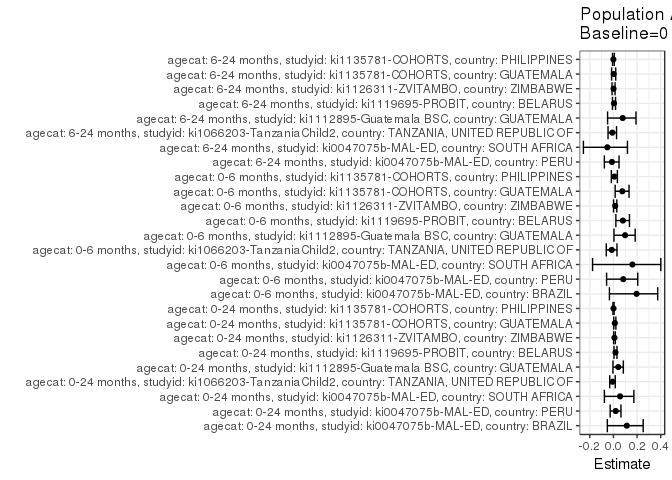 Population
Baseline=0
agecat: 6-24 months, studyid: ki1135781-COHORTS, country: PHILIPPINES
agecat: 6-24 months, studyid: ki1135781-COHORTS, country: GUATEMALA
agecat: 6-24 months, studyid: ki1126311-ZVITAMBO, country: ZIMBABWE
agecat: 6-24 months, studyid: ki1119695-PROBIT, country: BELARUS
agecat: 6-24 months, studyid: ki1112895-Guatemala BSC, country: GUATEMALA
agecat: 6-24 months, studyid: ki1066203-TanzaniaChild2, country: TANZANIA, UNITED REPUBLIC OF
agecat: 6-24 months, studyid: ki0047075b-MAL-ED, country: SOUTH AFRICA
agecat: 6-24 months, studyid: ki0047075b-MAL-ED, country: PERU
agecat: 0-6 months, studyid: ki1135781-COHORTS, country: PHILIPPINES
agecat: 0-6 months, studyid: ki1135781-COHORTS, country: GUATEMALA
agecat: 0-6 months, studyid: ki1126311-ZVITAMBO, country: ZIMBABWE
agecat: 0-6 months, studyid: ki1119695-PROBIT, country: BELARUS
agecat: 0-6 months, studyid: ki1112895-Guatemala BSC, country: GUATEMALA
agecat: 0-6 months, studyid: ki1066203-TanzaniaChild2, country: TANZANIA, UNITED REPUBLIC OF
agecat: 0-6 months, studyid: ki0047075b-MAL-ED, country: SOUTH AFRICA
agecat: 0-6 months, studyid: ki0047075b-MAL-ED, country: PERU
agecat: 0-6 months, studyid: ki0047075b-MAL-ED, country: BRAZIL
agecat: 0-24 months, studyid: ki1135781-COHORTS, country: PHILIPPINES
agecat: 0-24 months, studyid: ki1135781-COHORTS, country: GUATEMALA
agecat: 0-24 months, studyid: ki1126311-ZVITAMBO, country: ZIMBABWE
agecat: 0-24 months, studyid: ki1119695-PROBIT, country: BELARUS
agecat: 0-24 months, studyid: ki1112895-Guatemala BSC, country: GUATEMALA
agecat: 0-24 months, studyid: ki1066203-TanzaniaChild2, country: TANZANIA, UNITED REPUBLIC OF
agecat: 0-24 months, studyid: ki0047075b-MAL-ED, country: SOUTH AFRICA
agecat: 0-24 months, studyid: ki0047075b-MAL-ED, country: PERU
agecat: 0-24 months, studyid: ki0047075b-MAL-ED, country: BRAZIL
-0.2 0.0 0.2 0.4
Estimate